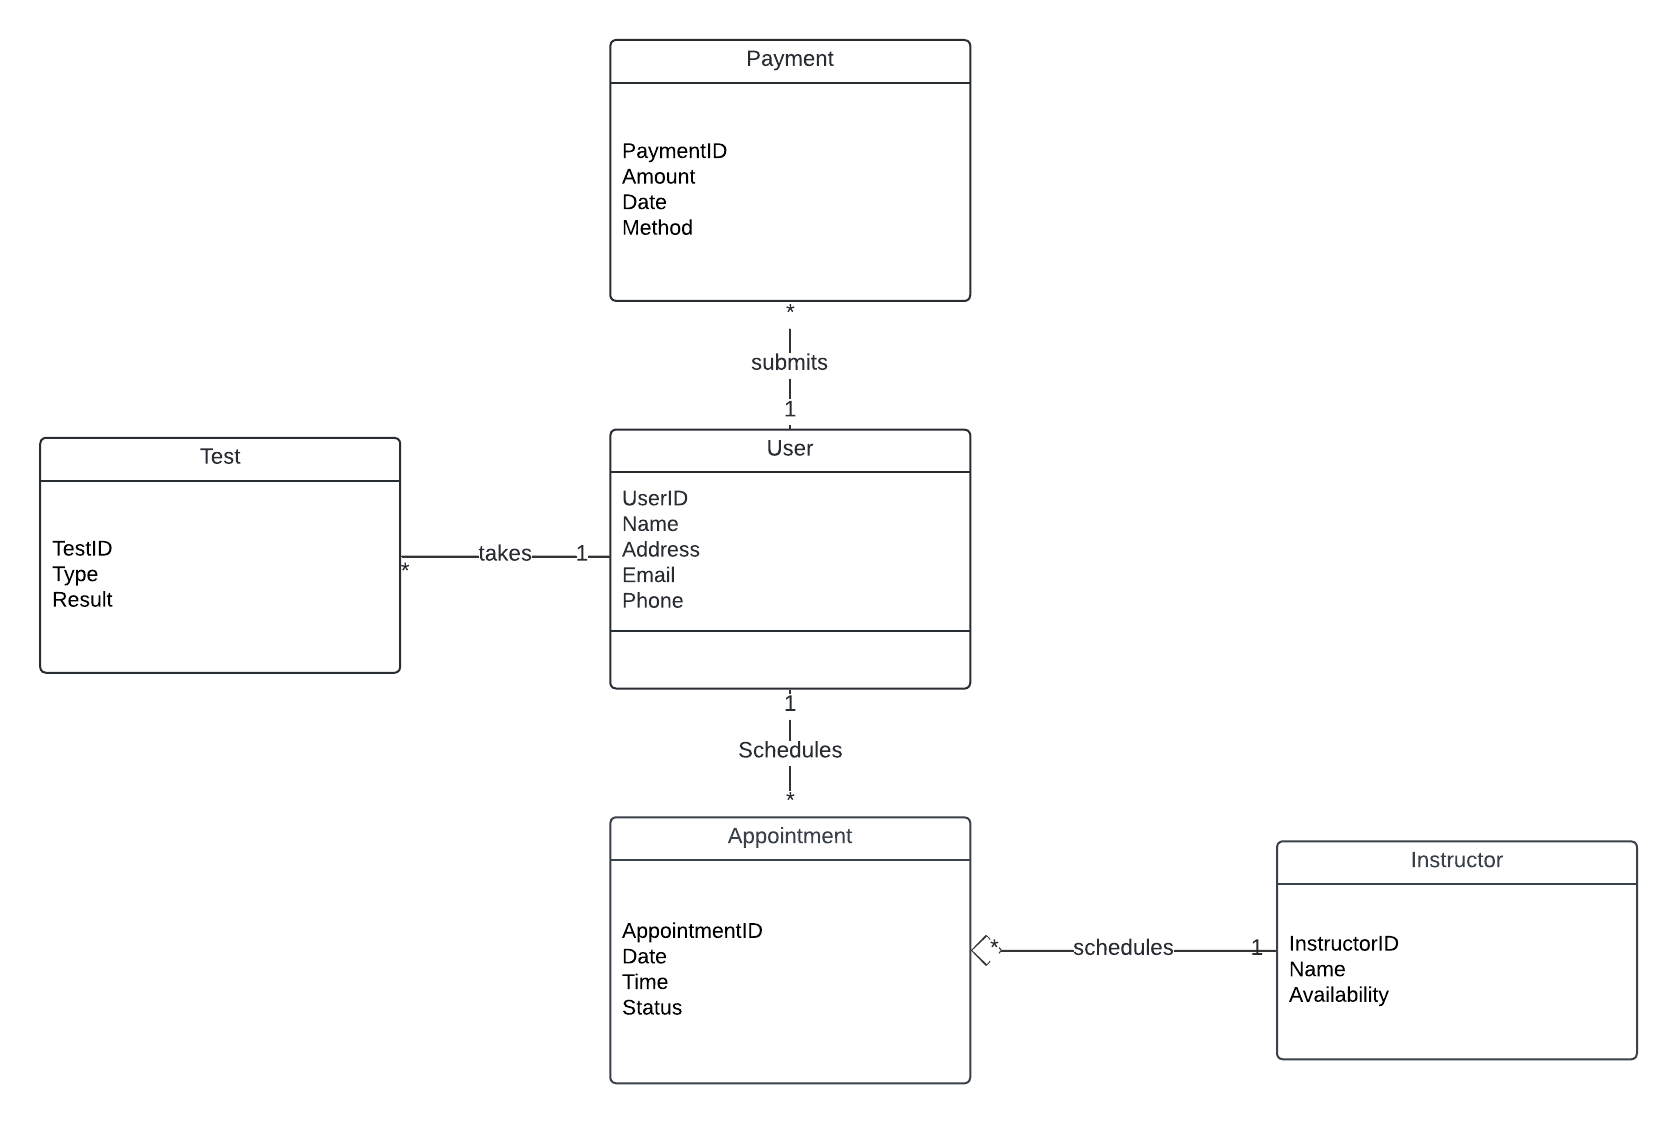 Payment
PaymentID
Amount
Date
Method
*
submits
1
User
UserID
Name
Address
Email
Phone
Test
TestID
Type
Result
*
takes
1
1
Schedules
*
Appointment
AppointmentID
Date
Time
Status
*
schedules
1
Instructor
InstructorID
Name
Availability